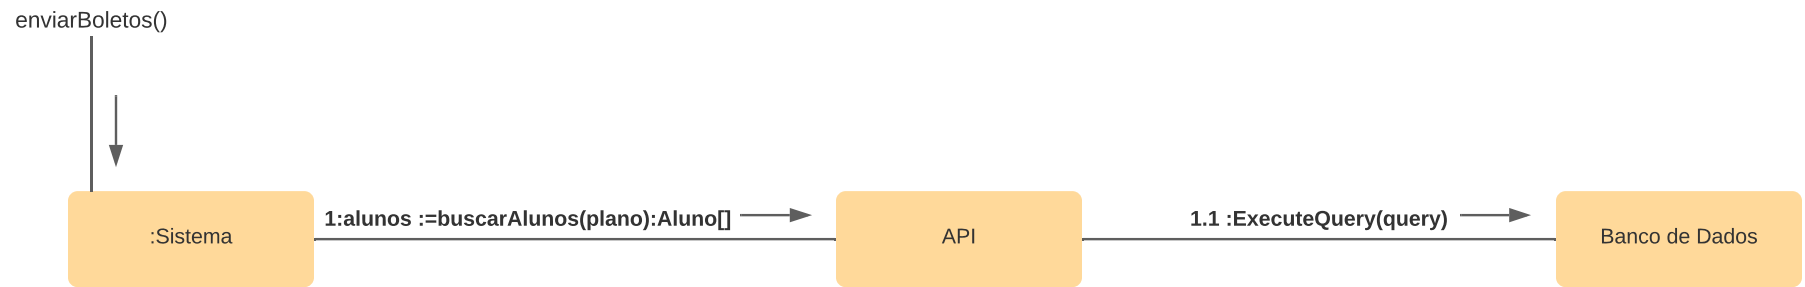 enviarBoletos()
1:alunos :=buscarAlunos(plano):Aluno[]
1.1 :ExecuteQuery(query)
:Sistema
API
Banco de Dados